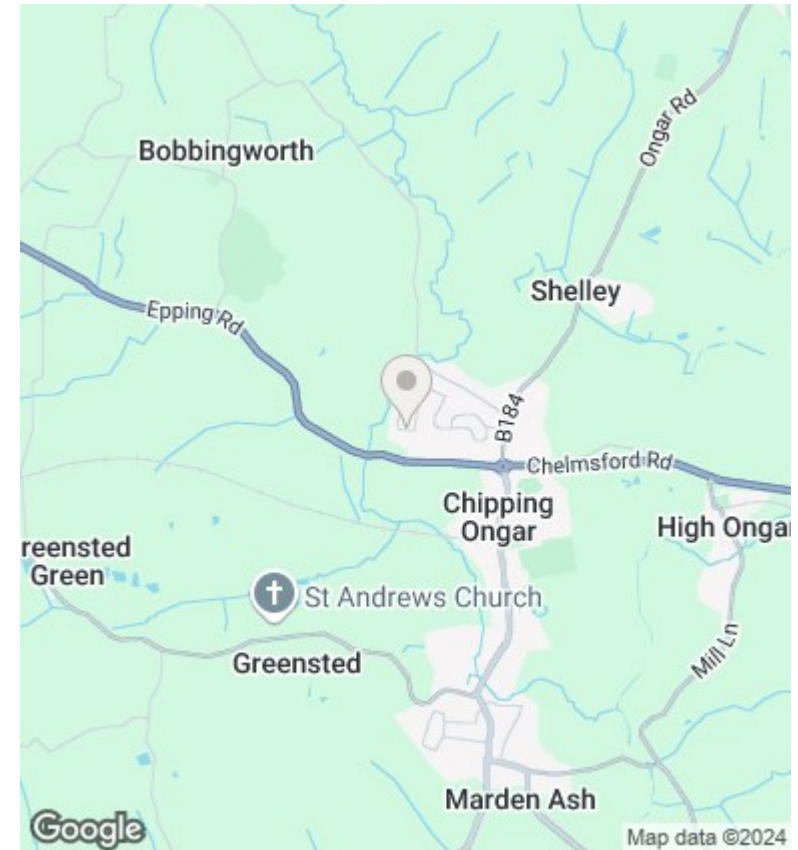 Bobbingworth
Ongar Rd
Shelley
Epping Rd
B184
Chelmsford Rd
Chipping
Ongar
High Ongar
reensted
Green
St Andrews Church
Greensted
Mill Ln
Marden Ash
Google
Map data ©2024